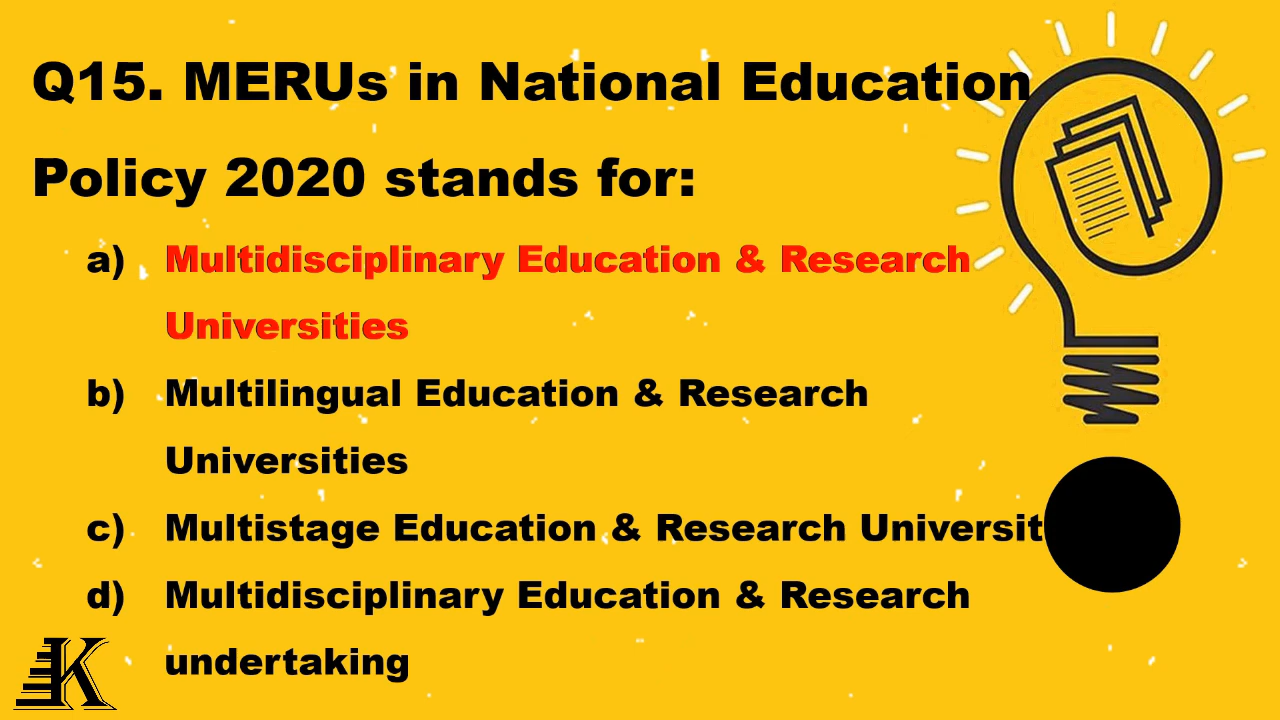 Q15. MERUs in National Education
Policy 2020 stands for:
a) Multidisciplinary Education & Research
Universities
b) Multilingual Education & Research
Universities
c) Multistage Education & Research Universit
d) Multidisciplinary Education & Research
undertaking
K